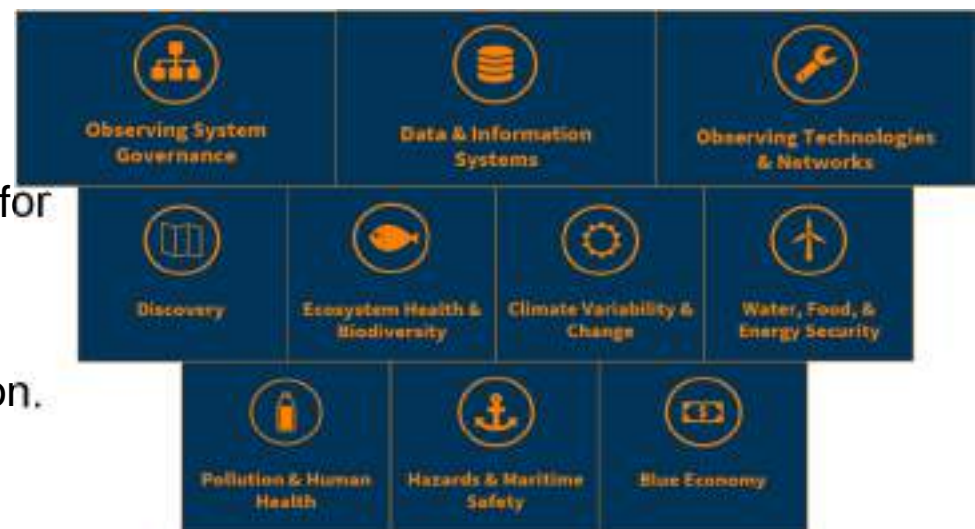 Observing System
Governance
Data & Information
Systems
Observing Technologies
& Networks
for
Discovery
Ecosystem Health &
Biodiversity
Climate Variability &
Change
Water, Food, &
Energy Security
on.
Pollution & Human
Health
Hazards & Maritime
Safety
Blue Economy